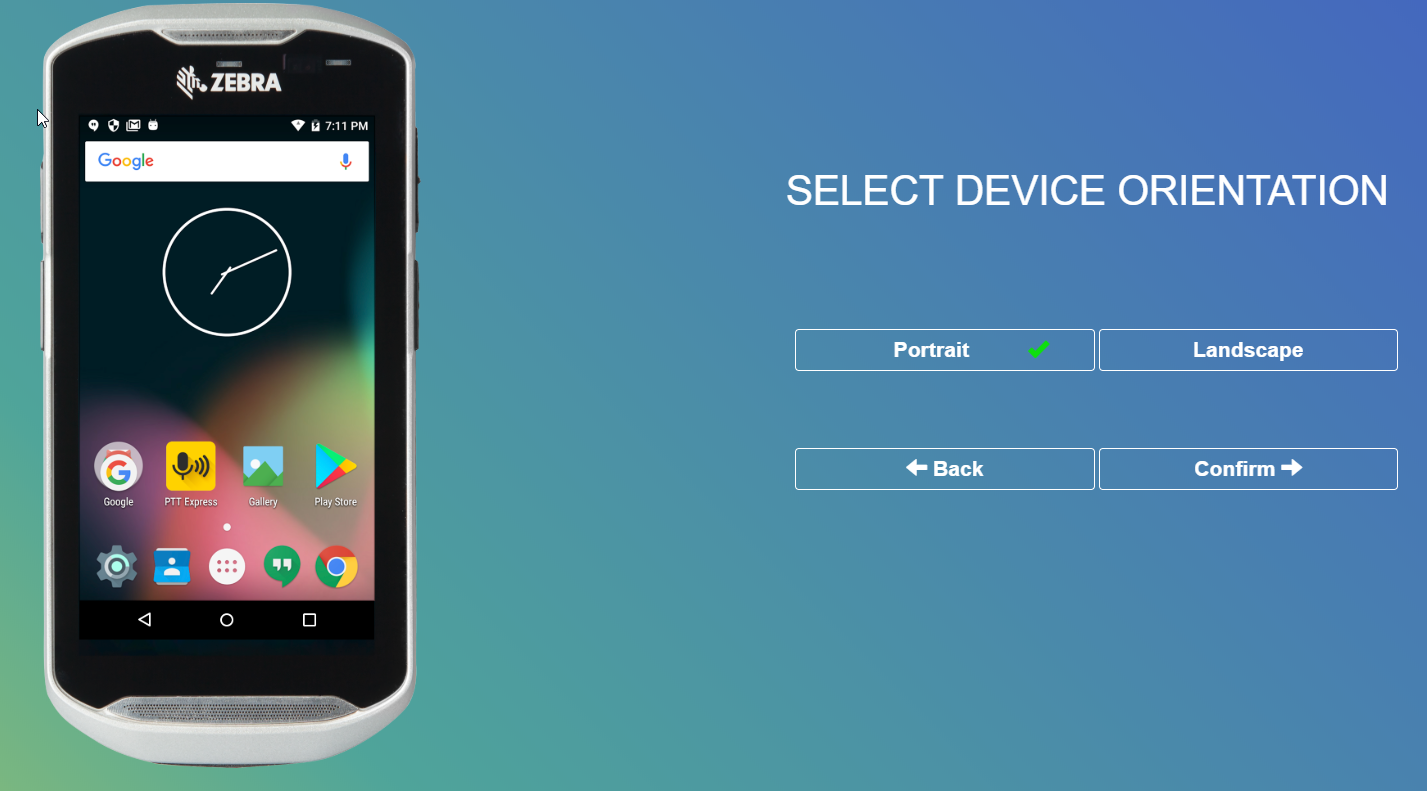 ZEBRA
7:11 PM
Google
Google
PTT Express
Gallery
Play Store
SELECT DEVICE ORIENTATION
Portrait
Landscape
Back
Confirm